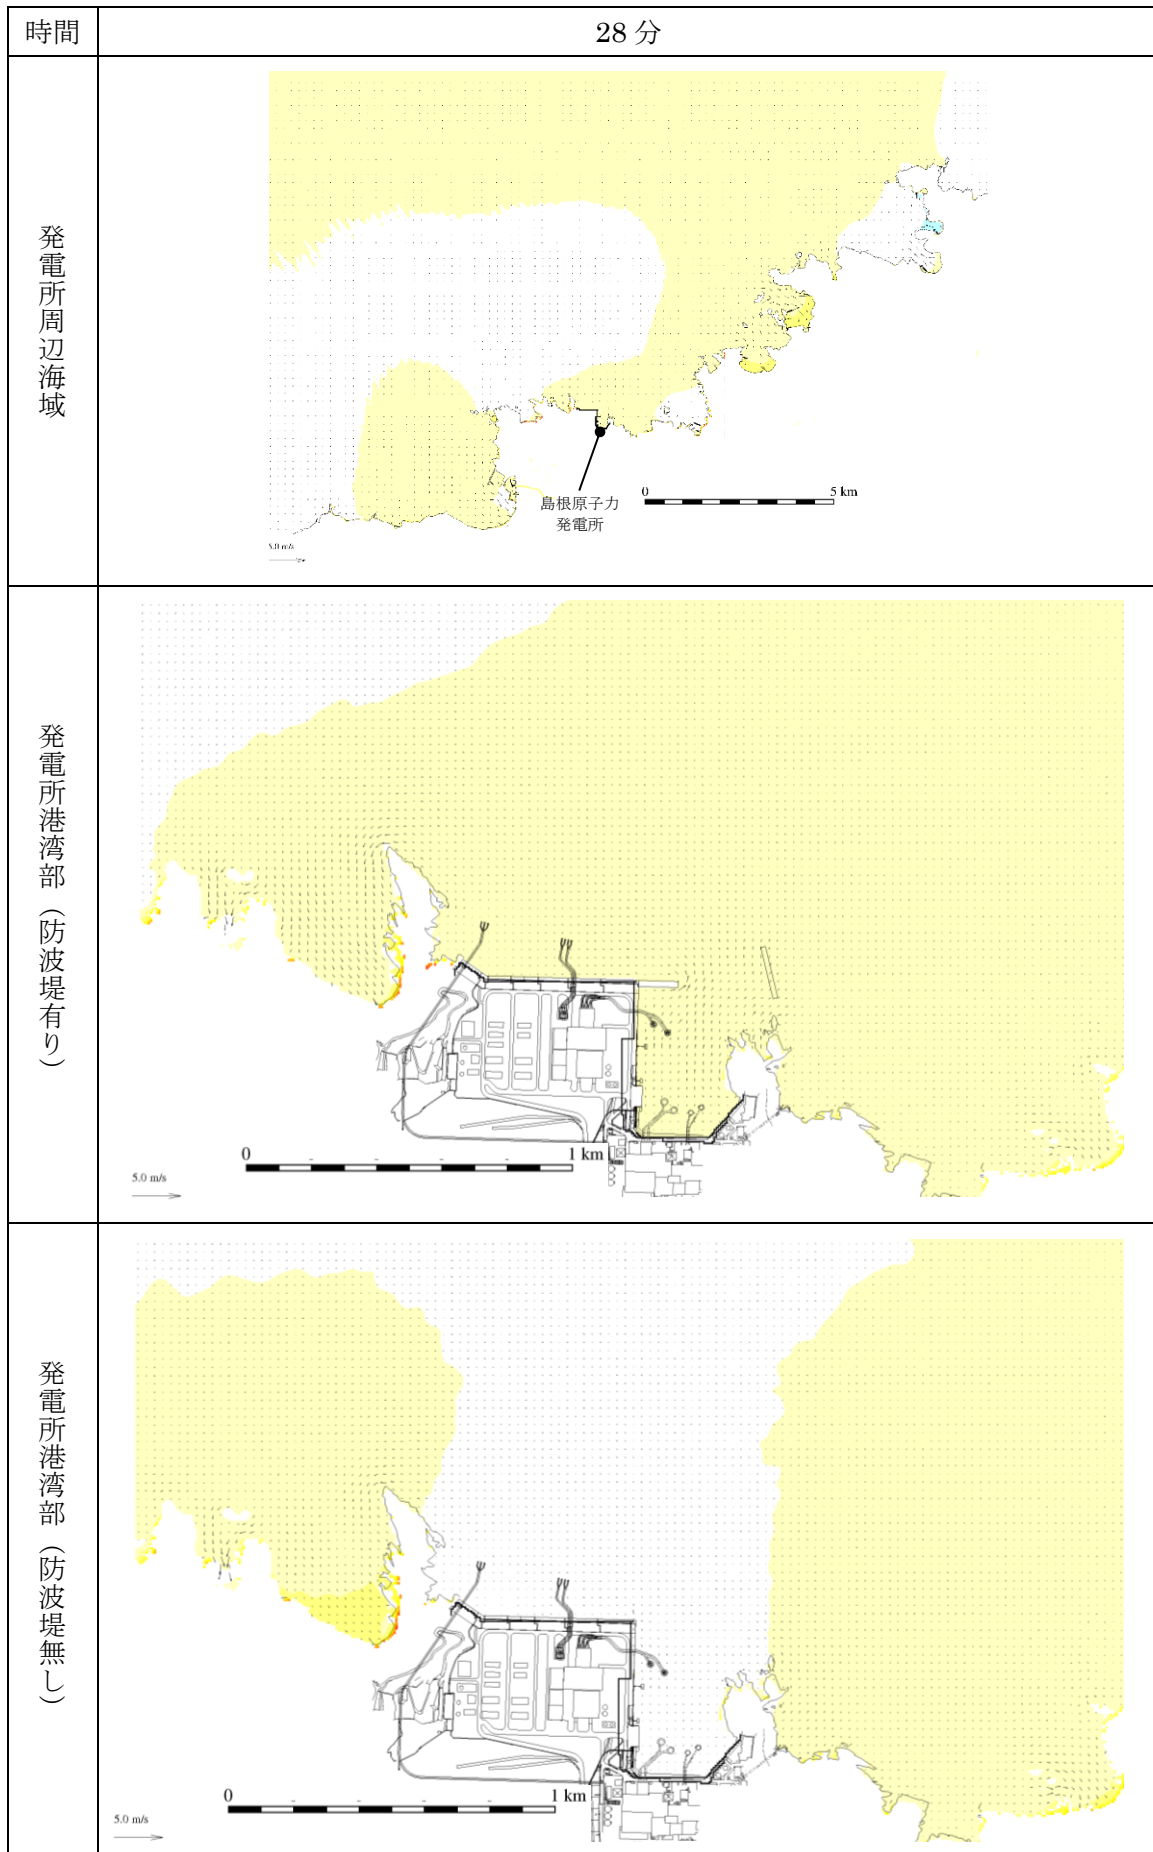 時間
28 分
発電所周辺海域
島根原子力
発電所
0 5 km
5.0 m/s
発電所港湾部（防波堤有り）
0 1 km
5.0 m/s
発電所港湾部（防波堤無し）
0 1 km
5.0 m/s